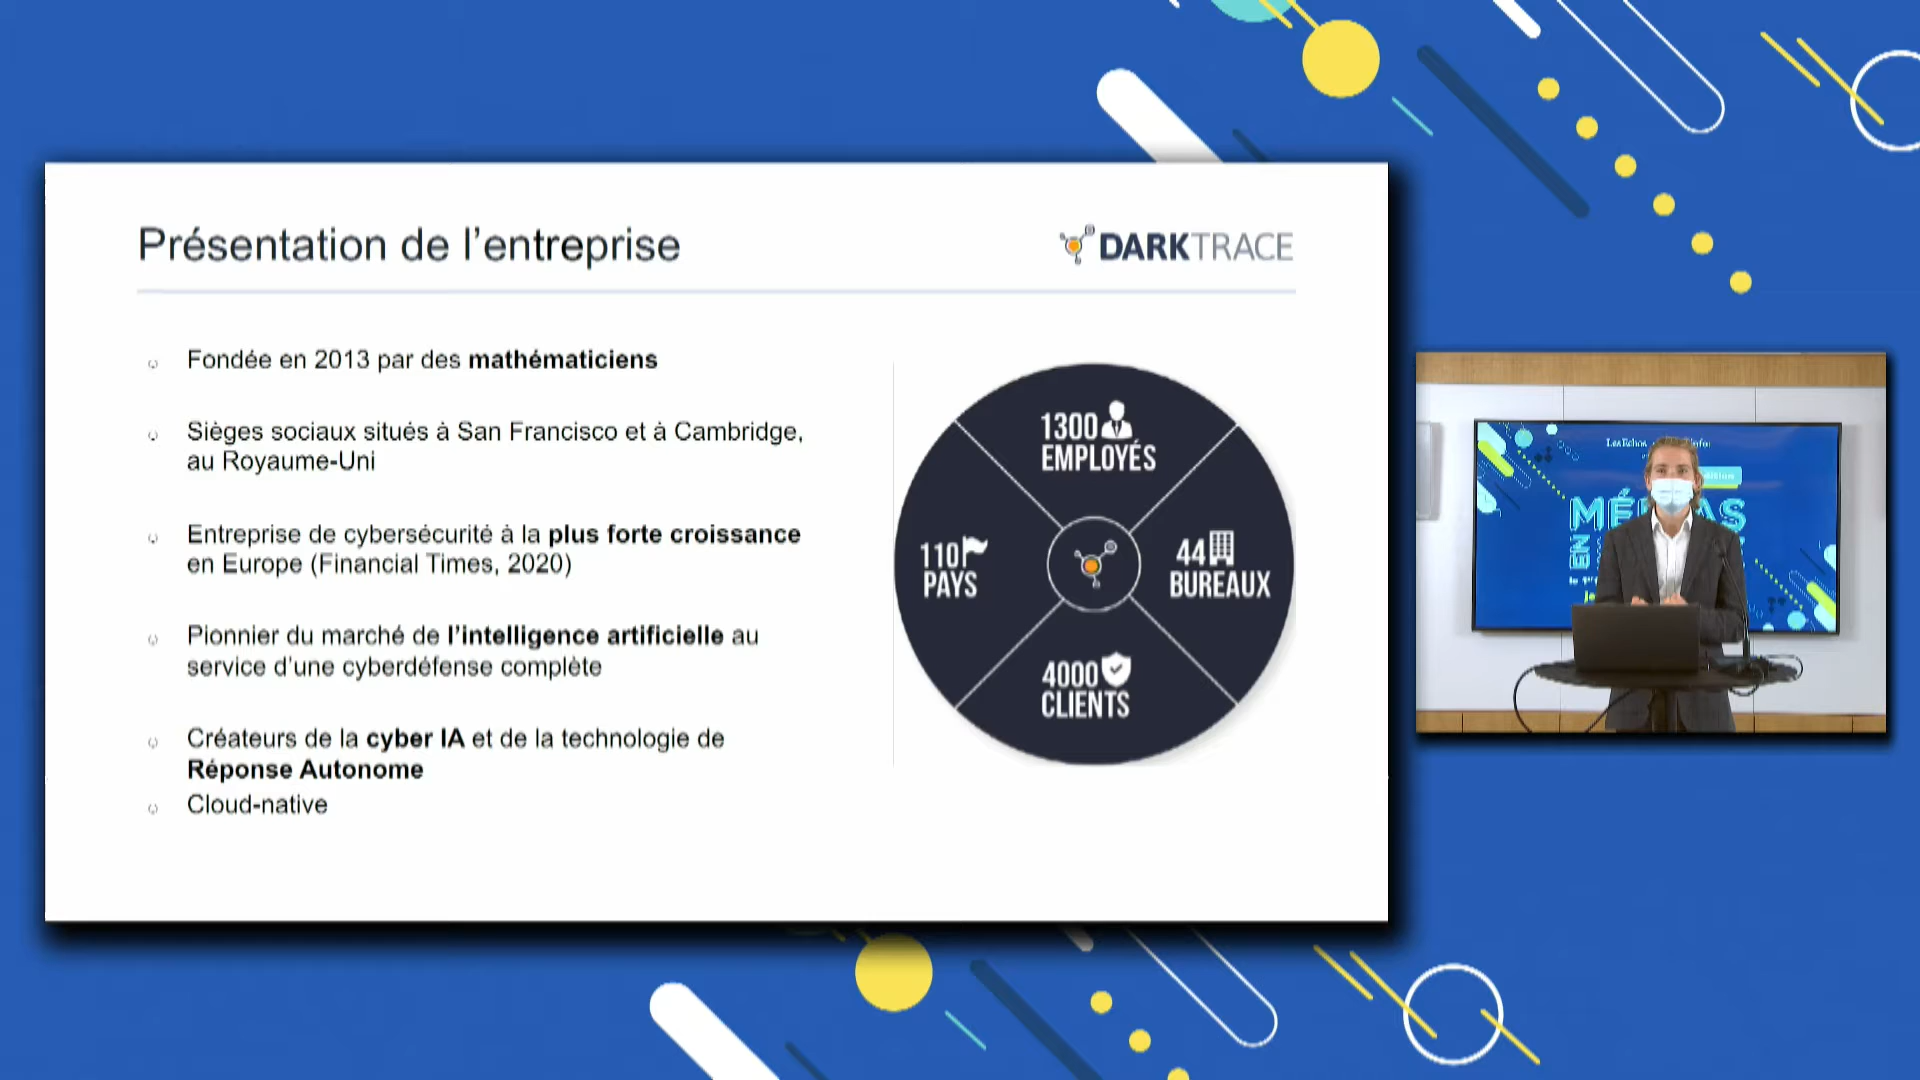 Présentation de l'entreprise
DARKTRACE
Fondée en 2013 par des mathématiciens
Sièges sociaux situés à San Francisco et à Cambridge,
au Royaume-Uni
Entreprise de cybersécurité à la plus forte croissance
en Europe (Financial Times, 2020)
Pionnier du marché de l'intelligence artificielle au
service d'une cyberdéfense complète
Créateurs de la cyber IA et de la technologie de
Réponse Autonome
Cloud-native
1300
EMPLOYÉS
110
PAYS
44
BUREAUX
4000
CLIENTS
Les Echos
EN